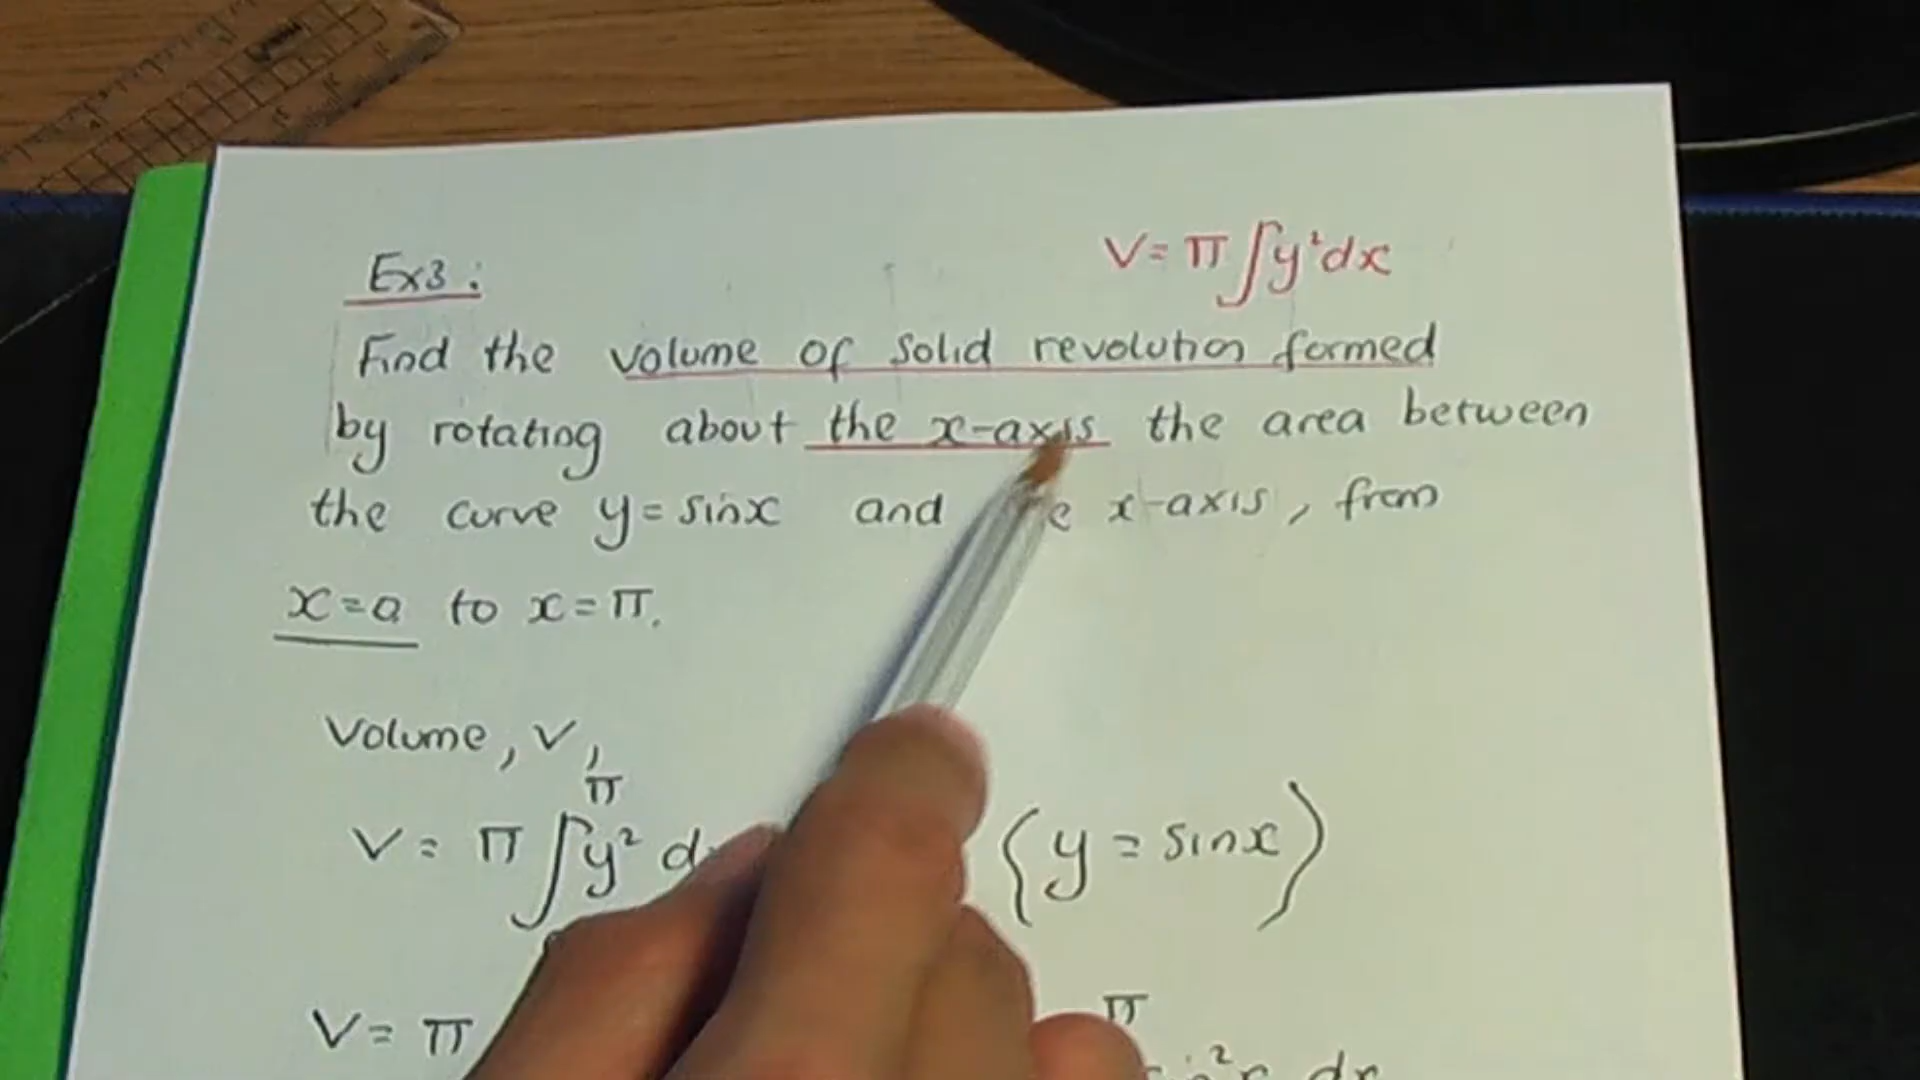 V = π ∫ y² dx
Ex3:
Find the volume of solid revolution formed
by rotating about the x-axis the area between
the curve y = sinx and x-axis, from
x=0 to x=π.
Volume, V,
π
V = π ∫ y² d (y = sinx)
π
V = π x dx